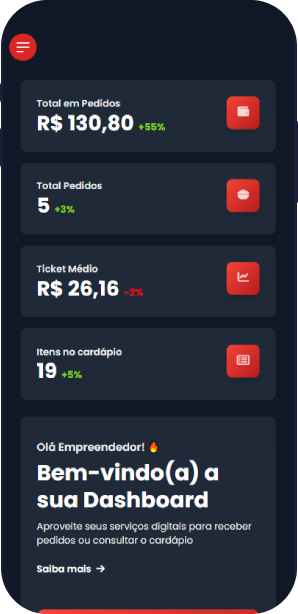 Total em Pedidos
R$ 130,80 +55%
Total Pedidos
5 +3%
Ticket Médio
R$ 26,16 -2%
Itens no cardápio
19 +5%
Olá Empreendedor! 🔥
Bem-vindo(a) a
sua Dashboard
Aproveite seus serviços digitais para receber
pedidos ou consultar o cardápio
Saiba mais →